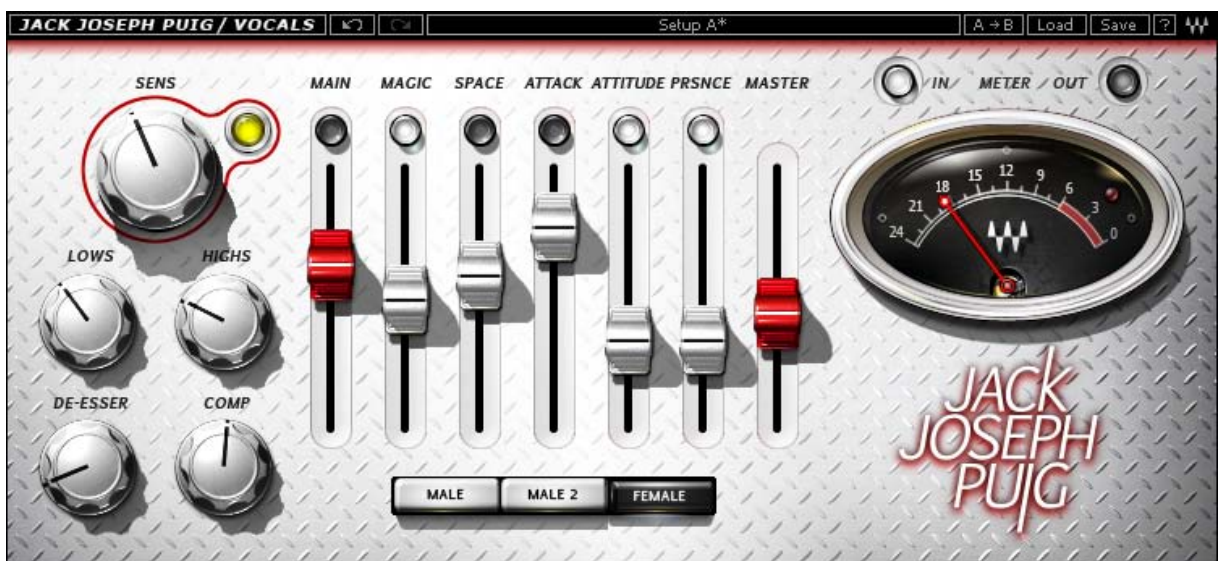 JACK JOSEPH PUIG / VOCALS Setup A* A→B Load Save ?
SENS MAIN MAGIC SPACE ATTACK ATTITUDE PRSNCE MASTER IN METER / OUT
24 21 18 15 12 9 6 3 0
LOWS HIGHS
DE-ESSER COMP
MALE MALE 2 FEMALE
JACK
JOSEPH
PUIG